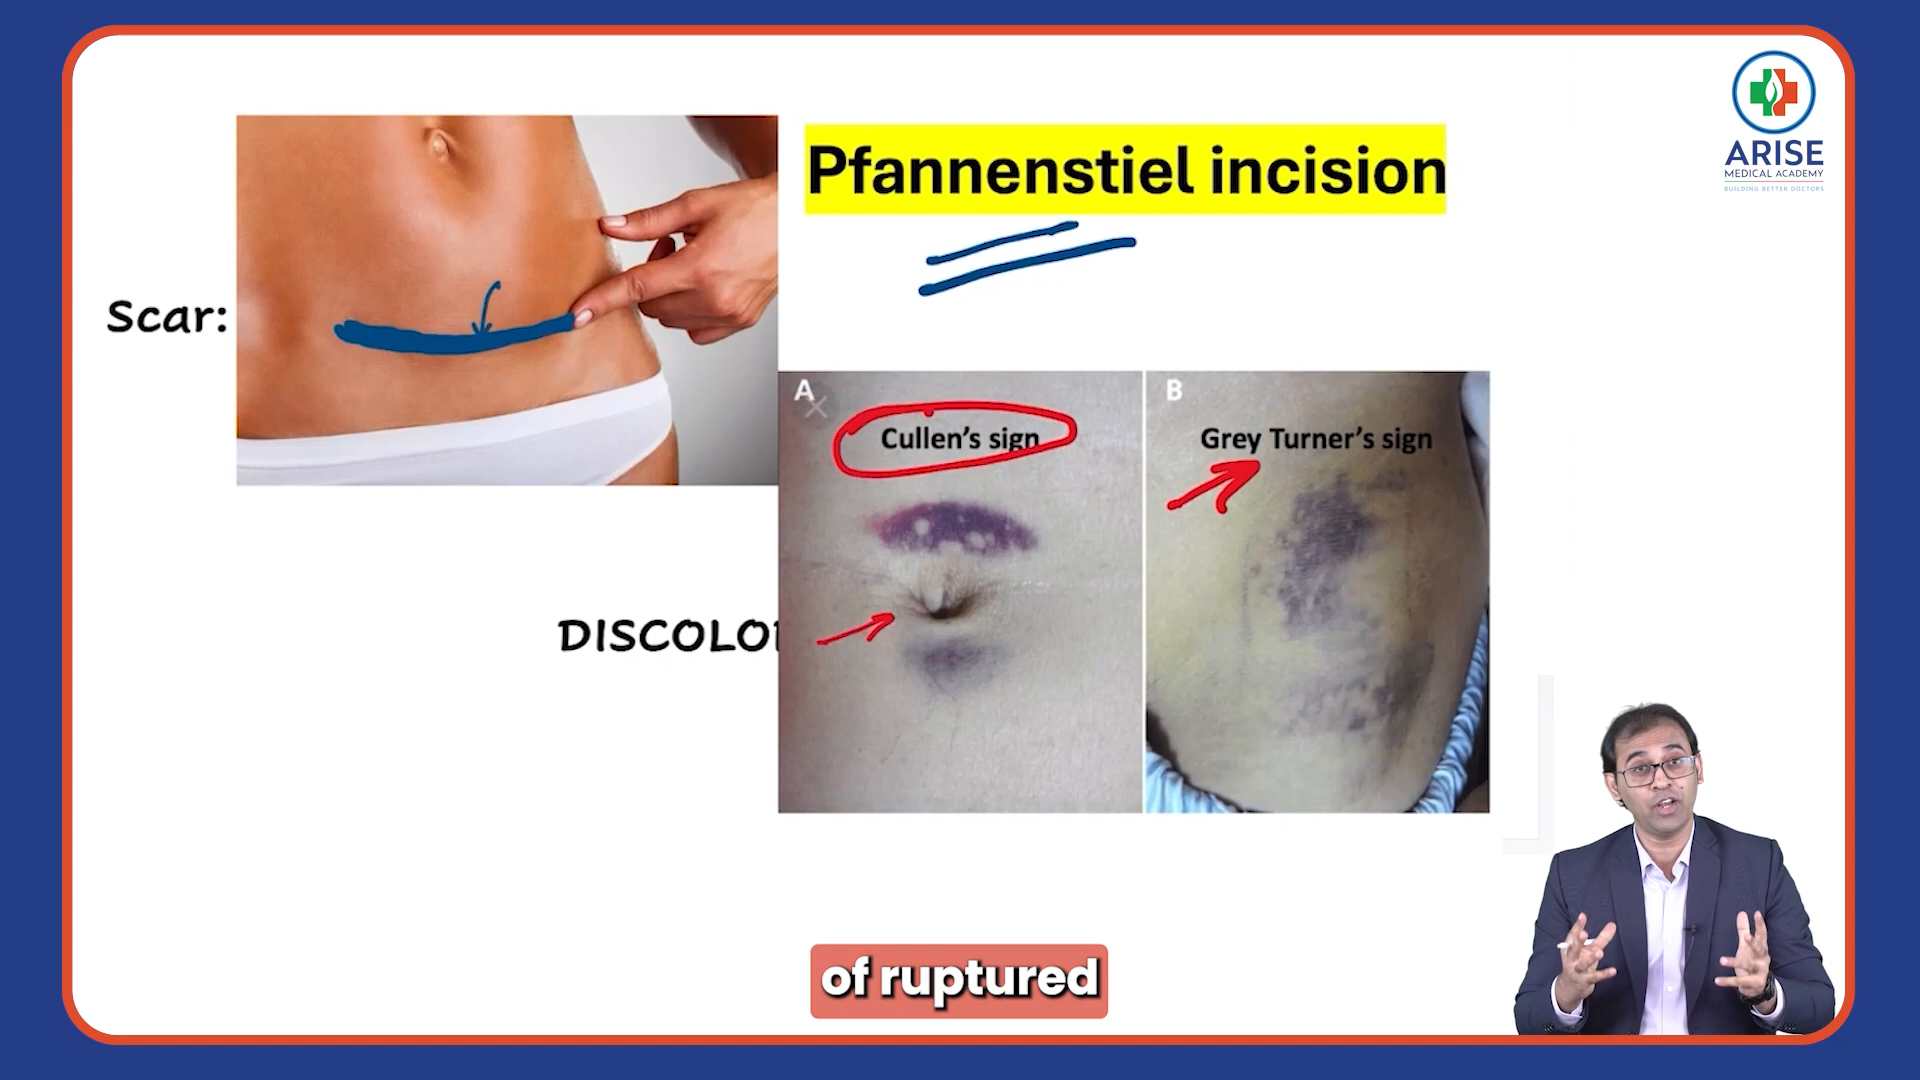 ARISE
MEDICAL ACADEMY
BUILDING BETTER DOCTORS
Pfannenstiel incision
Scar:
A
Cullen's sign
B
Grey Turner's sign
DISCOLO
of ruptured